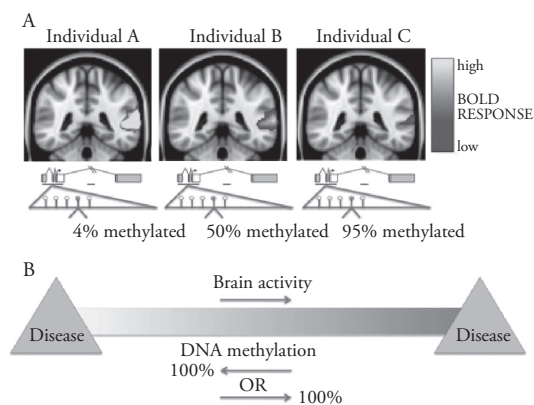 A
Individual A Individual B Individual C
high
BOLD
RESPONSE
low
4% methylated 50% methylated 95% methylated
B
Brain activity
Disease Disease
DNA methylation
100%
OR
100%